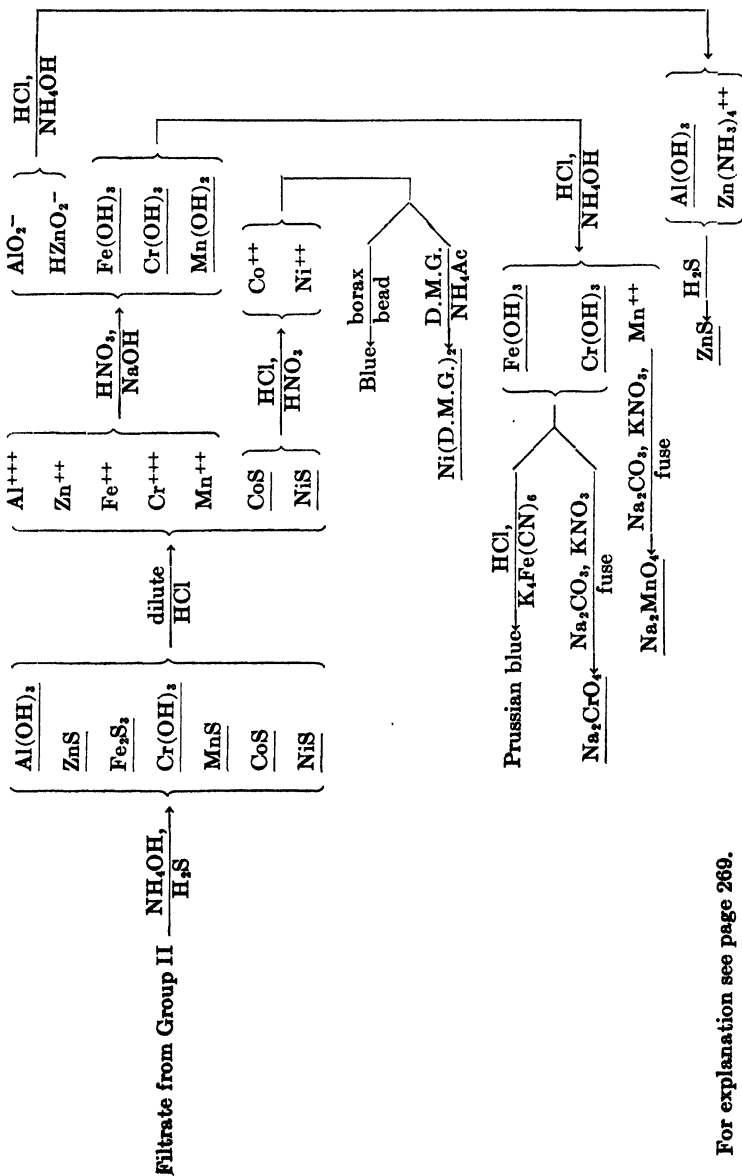 Filtrate from Group II
NH₄OH,
H₂S
Al(OH)₃
ZnS
Fe₂S₃
Cr(OH)₃
MnS
CoS
NiS
dilute
HCl
Al+++
Zn++
Fe++
Cr+++
Mn++
CoS
NiS
HNO₃,
NaOH
AlO₂⁻
HZnO₂⁻
Fe(OH)₃
Cr(OH)₃
Mn(OH)₂
HCl,
NH₄OH
HCl,
HNO₃
Co++
Ni++
Blue
borax
bead
Ni(D.M.G.)₂
D.M.G.
NH₄Ac
HCl,
NH₄OH
Fe(OH)₃
Cr(OH)₃
Mn++
Prussian blue
HCl,
K₄Fe(CN)₆
Na₂CrO₄
Na₂CO₃, KNO₃
fuse
Na₂MnO₄
Na₂CO₃, KNO₃,
fuse
Al(OH)₃
Zn(NH₃)₄++
H₂S
ZnS
For explanation see page 269.